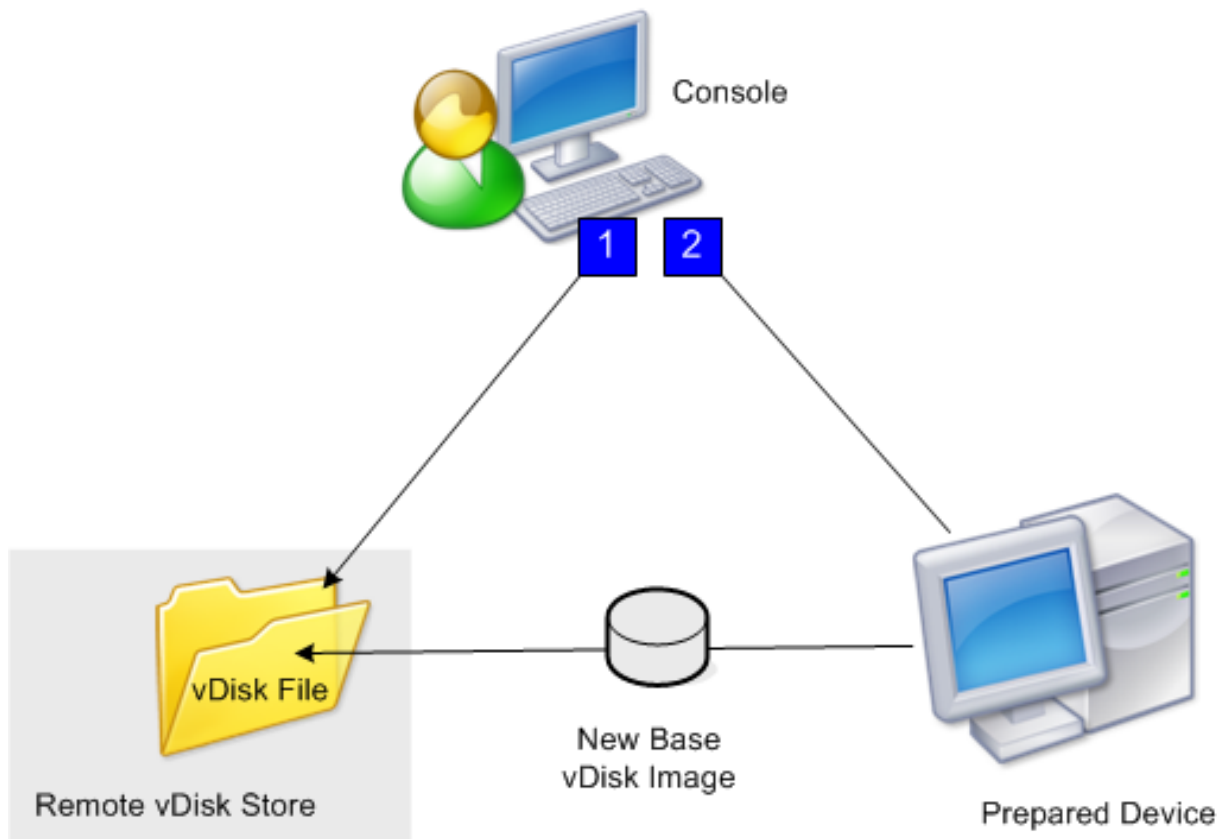 Console
1
2
vDisk File
New Base
vDisk Image
Remote vDisk Store
Prepared Device